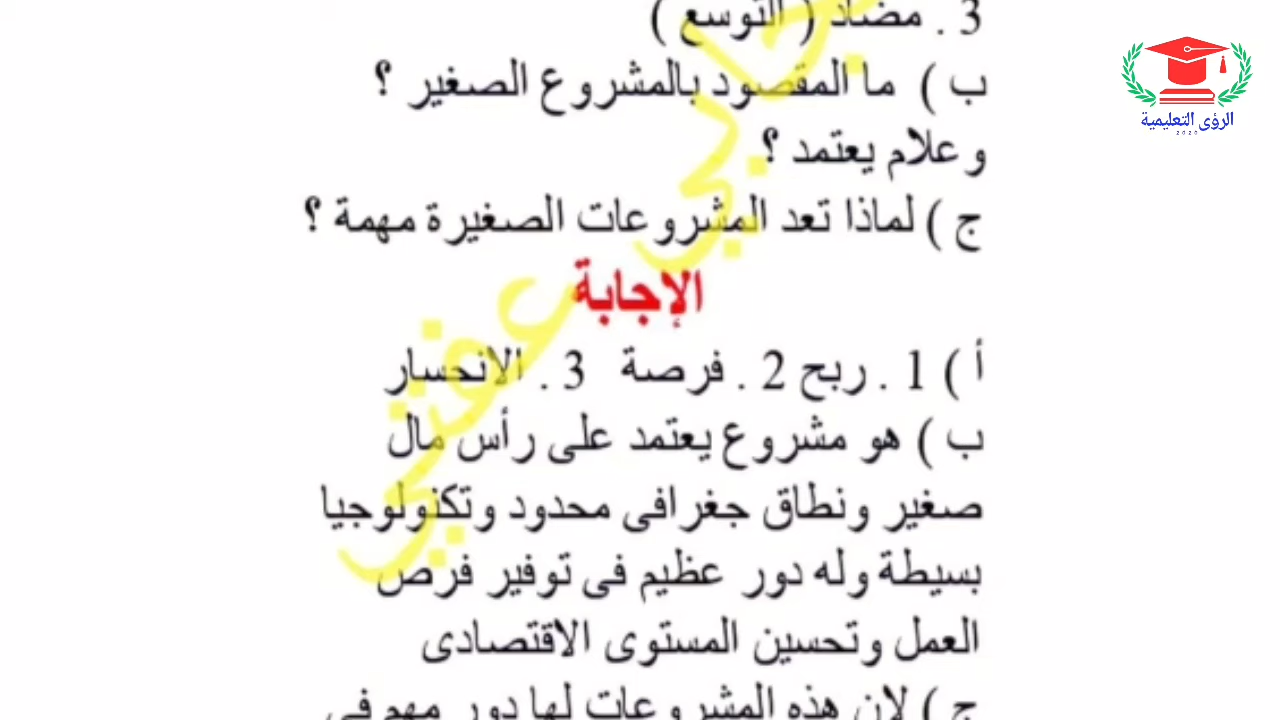 3 . مضاد ( التوسع )
ب ) ما المقصود بالمشروع الصغير ؟
وعلام يعتمد ؟
ج ) لماذا تعد المشروعات الصغيرة مهمة ؟
الإجابة
أ ) 1 . ربح 2 . فرصة 3 . الانحسار
ب ) هو مشروع يعتمد على رأس مال
صغير ونطاق جغرافى محدود وتكنولوجيا
بسيطة وله دور عظيم فى توفير فرص
العمل وتحسين المستوى الاقتصادى
ج ) لان هذه المشروعات لها دور مهم فى
الرؤى التعليمية
2020